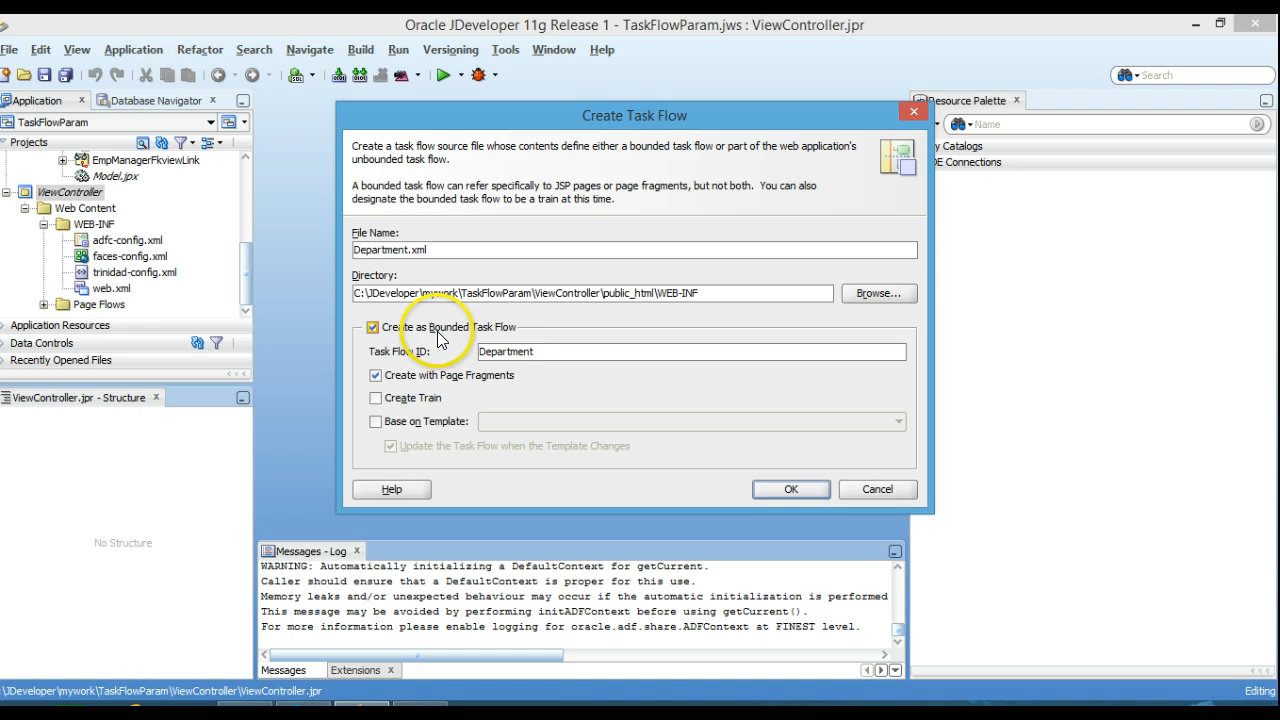 Oracle JDeveloper 11g Release 1 - TaskFlowParam.jws : ViewController.jpr
File Edit View Application Refactor Search Navigate Build Run Versioning Tools Window Help
Search
Application
Database Navigator
TaskFlowParam
Projects
EmpManagerFkviewLink
Model.jpx
ViewController
Web Content
WEB-INF
adfc-config.xml
faces-config.xml
trinidad-config.xml
web.xml
Page Flows
Application Resources
Data Controls
Recently Opened Files
ViewController.jpr - Structure
No Structure
Create Task Flow
Create a task flow source file whose contents define either a bounded task flow or part of the web application's
unbounded task flow.
A bounded task flow can refer specifically to JSP pages or page fragments, but not both. You can also
designate the bounded task flow to be a train at this time.
File Name:
Department.xml
Directory:
C:\JDeveloper\mywork\TaskFlowParam\ViewController\public_html\WEB-INF
Browse...
Create as Bounded Task Flow
Task Flow ID:
Department
Create with Page Fragments
Create Train
Base on Template:
Update the Task Flow when the Template Changes
Help
OK
Cancel
Resource Palette
Name
y Catalogs
DE Connections
Messages - Log
WARNING: Automatically initializing a DefaultContext for getCurrent.
Caller should ensure that a DefaultContext is proper for this use.
Memory leaks and/or unexpected behaviour may occur if the automatic initialization is performed
This message may be avoided by performing initADFContext before using getCurrent().
For more information please enable logging for oracle.adf.share.ADFContext at FINEST level.
Messages
Extensions
:\JDeveloper\mywork\TaskFlowParam\ViewController\ViewController.jpr
Editing